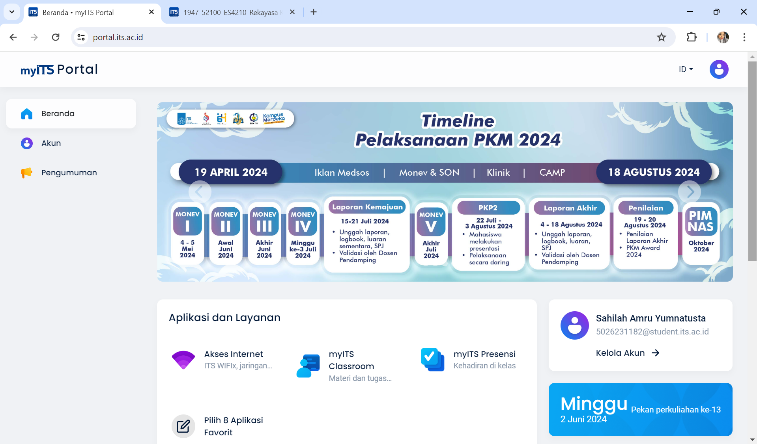 Beranda • myITS Portal
1947_52100_ES4210_Rekayasa
portal.its.ac.id
myITS Portal
ID
Beranda
Akun
Pengumuman
Kampus Merdeka
Timeline
Pelaksanaan PKM 2024
19 APRIL 2024
Iklan Medsos | Monev & SON | Klinik | CAMP
18 AGUSTUS 2024
MONEV
I
4 - 5
Mei
2024
MONEV
II
Awal
Juni
2024
MONEV
III
Akhir
Juni
2024
MONEV
IV
Minggu
ke-3 Juli
2024
Laporan Kemajuan
15-21 Juli 2024
• Unggah laporan,
logbook, luaran
sementara, SPJ
• Validasi oleh Dosen
Pendamping
MONEV
V
Akhir
Juli
2024
PKP2
22 Juli -
3 Agustus 2024
• Mahasiswa
melakukan
presentasi
• Pelaksanaan
secara daring
Laporan Akhir
4 - 18 Agustus 2024
• Unggah laporan,
logbook, luaran,
SPJ
• Validasi oleh Dosen
Pendamping
Penilaian
19 - 20
Agustus 2024
• Penilaian
Laporan Akhir
• PKM Award
2024
PIM
NAS
Oktober
2024
Aplikasi dan Layanan
Akses Internet
ITS WIFIx, jaringan...
myITS
Classroom
Materi dan tugas...
myITS Presensi
Kehadiran di kelas
Pilih 8 Aplikasi
Favorit
Sahilah Amru Yumnatusta
5026231182@student.its.ac.id
Kelola Akun →
Minggu
2 Juni 2024
Pekan perkuliahan ke-13